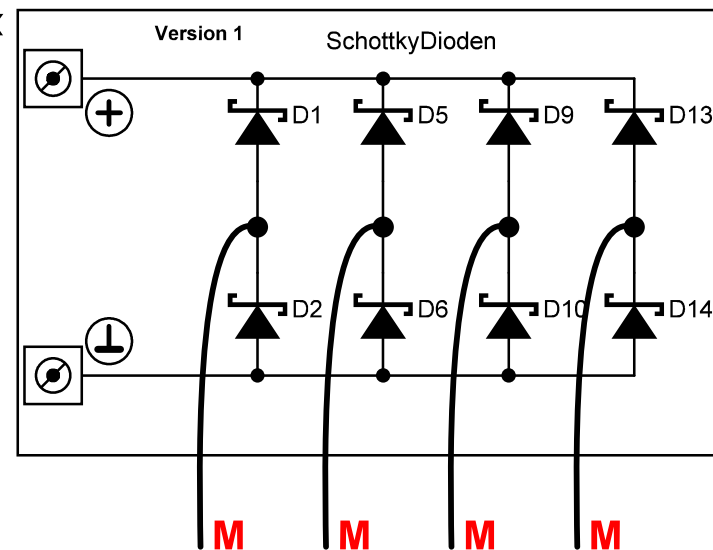 Version 1
SchottkyDioden
D1 D5 D9 D13
D2 D6 D10 D14
M M M M